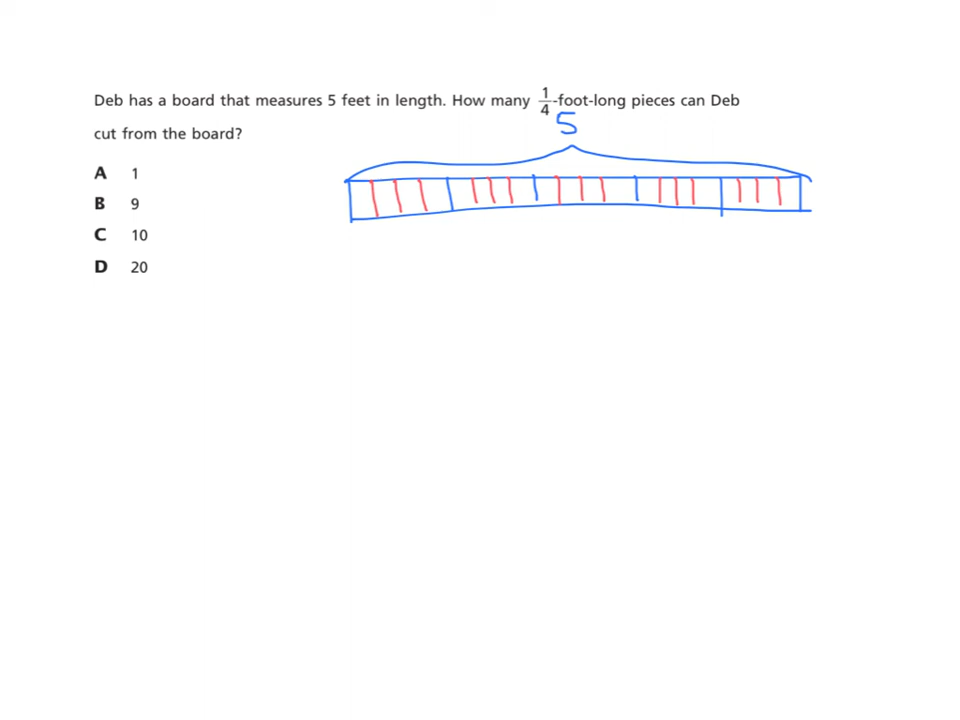 Deb has a board that measures 5 feet in length. How many 1/4-foot-long pieces can Deb
cut from the board?
5
A 1
B 9
C 10
D 20